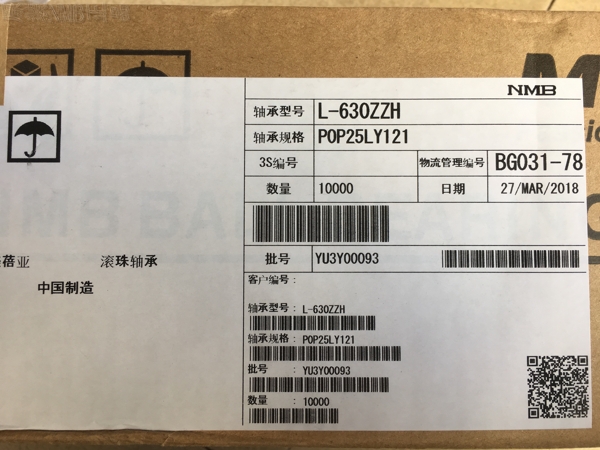 NMB
轴承型号 L-630ZZH
轴承规格 P0P25LY121
3S编号 物流管理编号 BG031-78
数量 10000 日期 27/MAR/2018
批号 YU3Y00093
蓓亚 滚珠轴承
中国制造
客户编号:
轴承型号: L-630ZZH
轴承规格: P0P25LY121
批号 : YU3Y00093
数量 : 10000